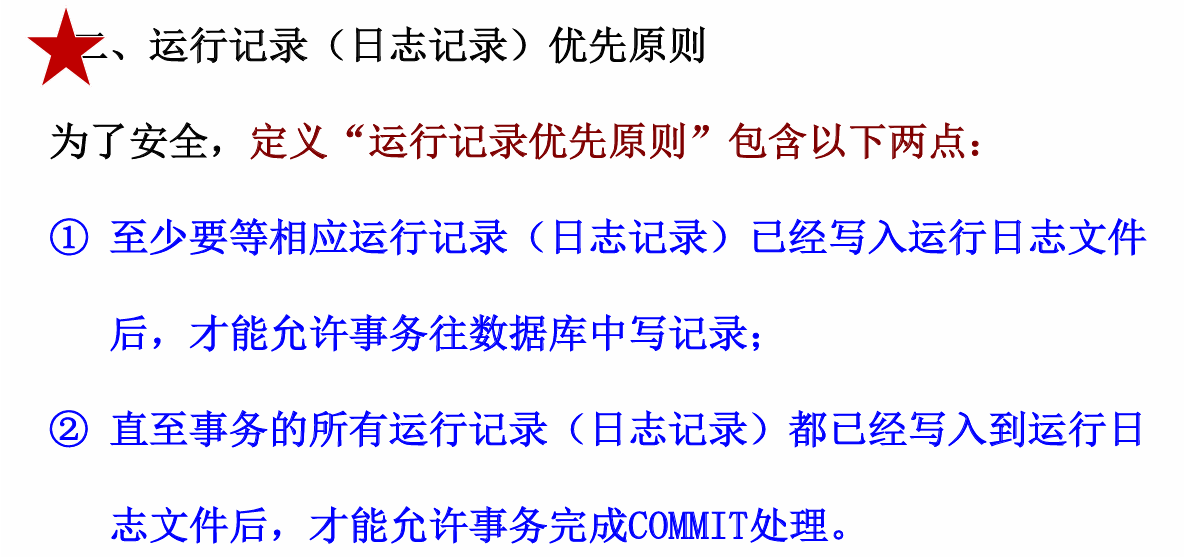 二、运行记录（日志记录）优先原则
为了安全，定义“运行记录优先原则”包含以下两点：
① 至少要等相应运行记录（日志记录）已经写入运行日志文件
后，才能允许事务往数据库中写记录；
② 直至事务的所有运行记录（日志记录）都已经写入到运行日
志文件后，才能允许事务完成COMMIT处理。